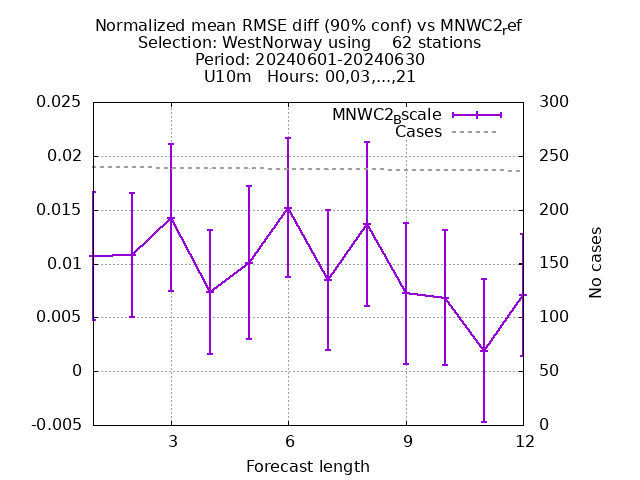 Normalized mean RMSE diff (90% conf) vs MNWC2ref
Selection: WestNorway using 62 stations
Period: 20240601-20240630
U10m Hours: 00,03,...,21
MNWC2Bscale
Cases
0.025
0.02
0.015
0.01
0.005
0
-0.005
300
250
200
150
100
50
0
No cases
3
6
9
12
Forecast length